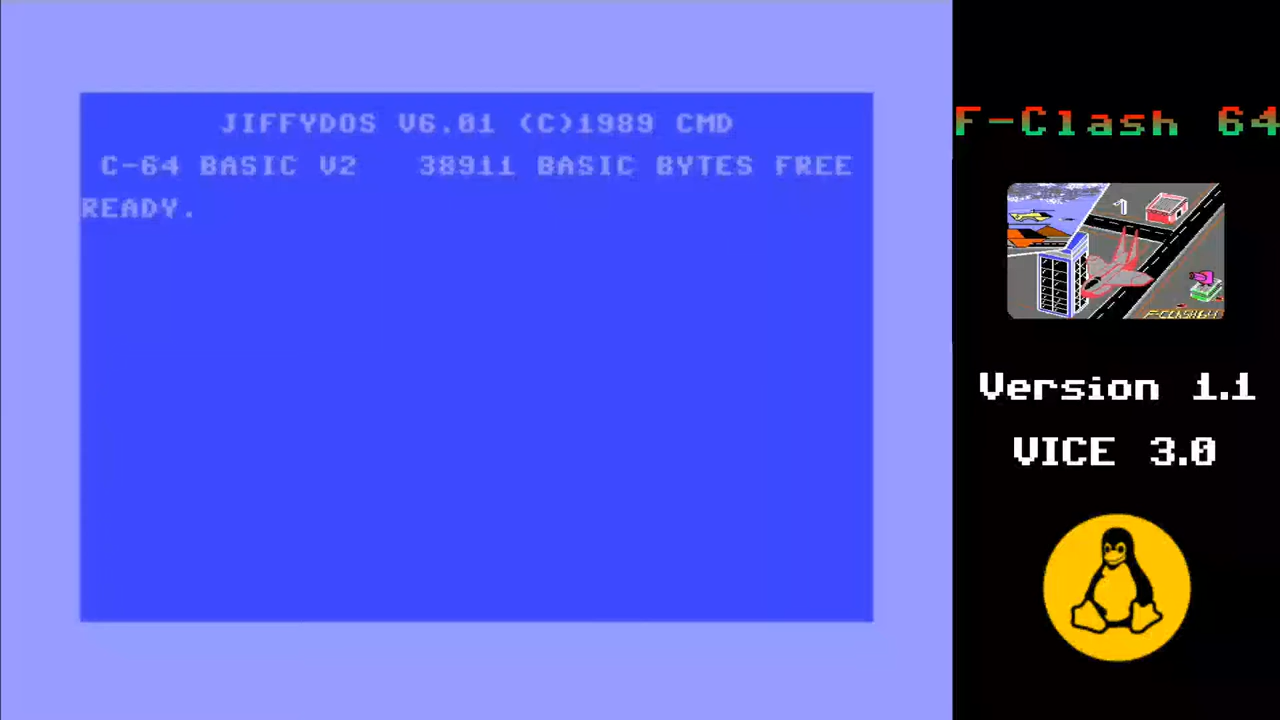 JIFFYDOS V6.01 (C)1989 CMD
C-64 BASIC V2 38911 BASIC BYTES FREE
READY.
F-Clash 64
F-CLASH64
Version 1.1
VICE 3.0